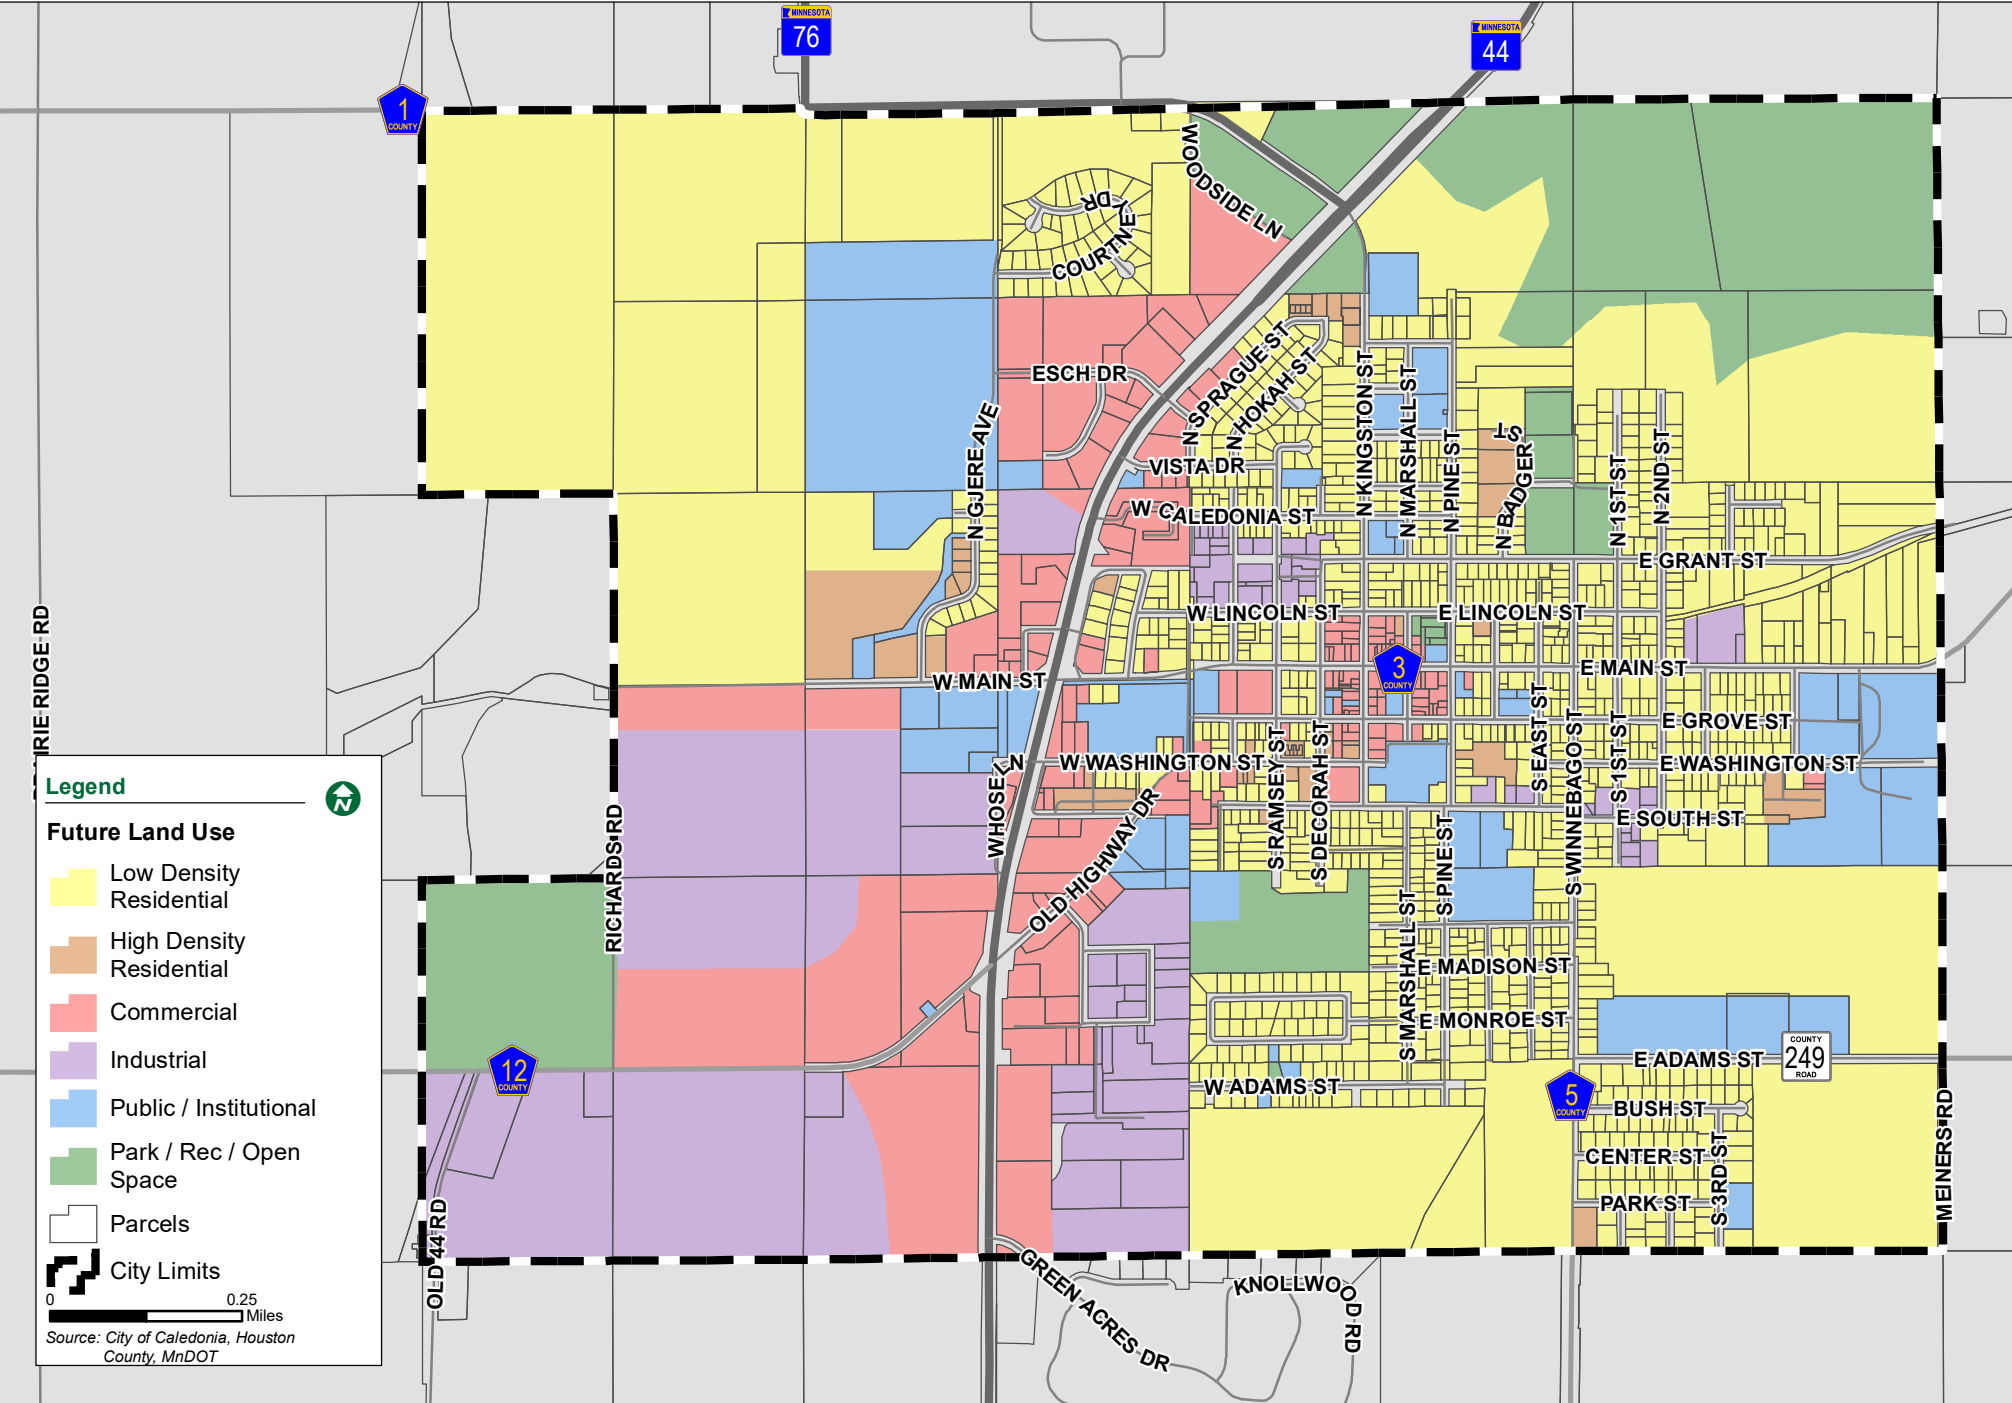 MINNESOTA
76
MINNESOTA
44
1
COUNTY
WOODSIDE LN
COURTNEY DR
ESCH DR
N GJERE AVE
N SPRAGUE ST
N HOKAH ST
VISTA DR
W CALEDONIA ST
N KINGSTON ST
N MARSHALL ST
N PINE ST
N BADGER ST
N 1ST ST
N 2ND ST
E GRANT ST
W LINCOLN ST
E LINCOLN ST
3
COUNTY
W MAIN ST
E MAIN ST
E GROVE ST
W WASHINGTON ST
E WASHINGTON ST
WHOSE LN
OLD HIGHWAY DR
S RAMSEY ST
S DECORAH ST
S EAST ST
S WINNEBAGO ST
S 1ST ST
E SOUTH ST
S PINE ST
S MARSHALL ST
RICHARDS RD
E MADISON ST
E MONROE ST
E ADAMS ST
COUNTY
249
ROAD
W ADAMS ST
12
COUNTY
5
COUNTY
BUSH ST
CENTER ST
PARK ST
S 3RD ST
MEINERS RD
OLD 44 RD
GREEN ACRES DR
KNOLLWOOD RD
IRIE RIDGE RD
Legend
N
Future Land Use
Low Density
Residential
High Density
Residential
Commercial
Industrial
Public / Institutional
Park / Rec / Open
Space
Parcels
City Limits
0 0.25
Miles
Source: City of Caledonia, Houston
County, MnDOT